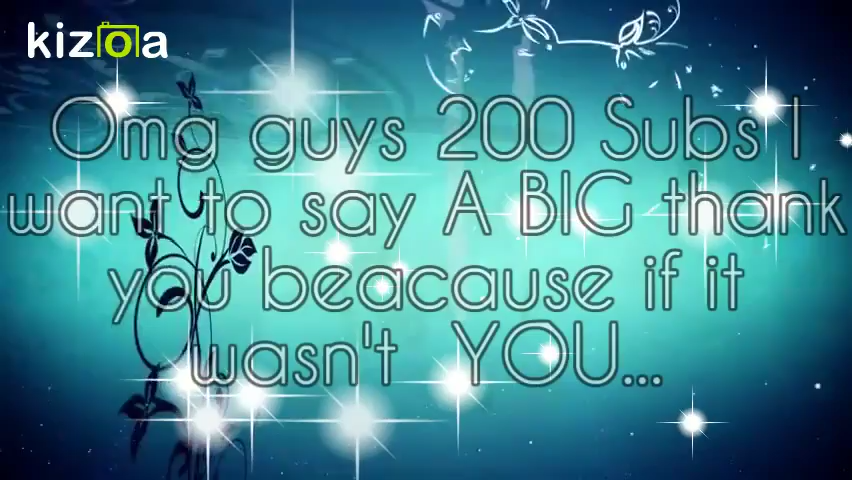 kizoa
Omg guys 200 Subs I
want to say A BIG thank
you beacause if it
wasn't YOU...